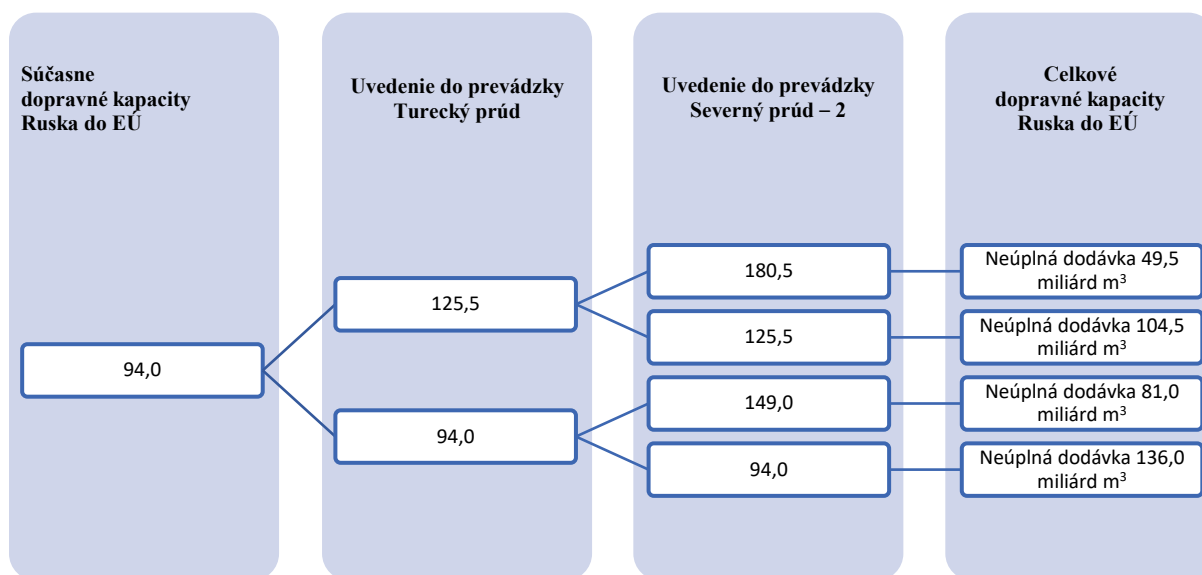 Súčasne
dopravné kapacity
Ruska do EÚ
Uvedenie do prevádzky
Turecký prúd
Uvedenie do prevádzky
Severný prúd – 2
Celkové
dopravné kapacity
Ruska do EÚ
94,0
125,5
94,0
180,5
125,5
149,0
94,0
Neúplná dodávka 49,5
miliárd m³
Neúplná dodávka 104,5
miliárd m³
Neúplná dodávka 81,0
miliárd m³
Neúplná dodávka 136,0
miliárd m³